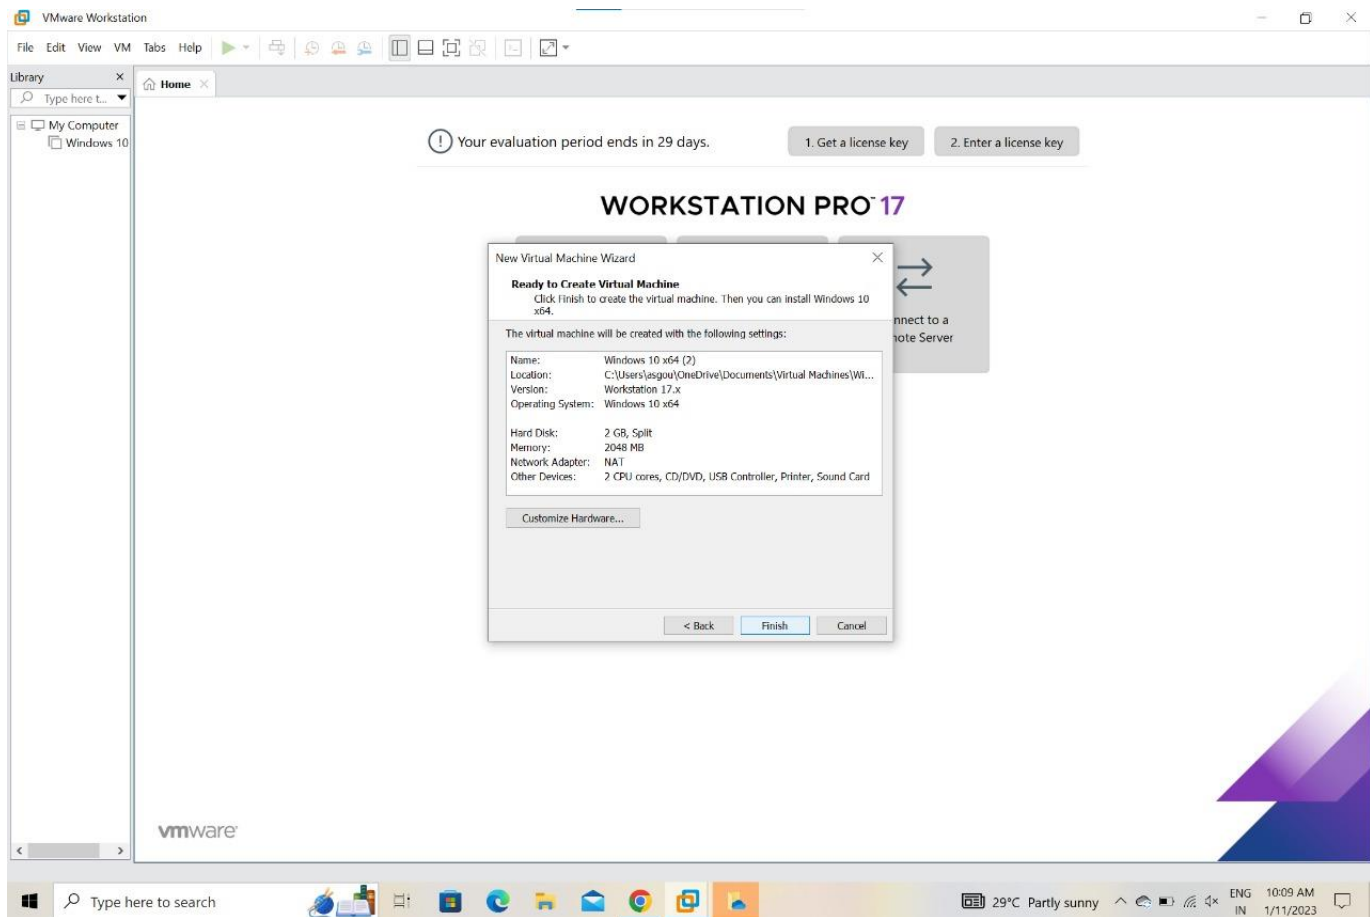 VMware Workstation
File Edit View VM Tabs Help
Library
Type here t...
My Computer
Windows 10
Home
Your evaluation period ends in 29 days.
1. Get a license key
2. Enter a license key
WORKSTATION PRO™ 17
nnect to a
note Server
New Virtual Machine Wizard
Ready to Create Virtual Machine
Click Finish to create the virtual machine. Then you can install Windows 10
x64.
The virtual machine will be created with the following settings:
Name: Windows 10 x64 (2)
Location: C:\Users\asgou\OneDrive\Documents\Virtual Machines\Wi...
Version: Workstation 17.x
Operating System: Windows 10 x64
Hard Disk: 2 GB, Split
Memory: 2048 MB
Network Adapter: NAT
Other Devices: 2 CPU cores, CD/DVD, USB Controller, Printer, Sound Card
Customize Hardware...
< Back
Finish
Cancel
vmware
Type here to search
29°C Partly sunny
ENG
IN
10:09 AM
1/11/2023